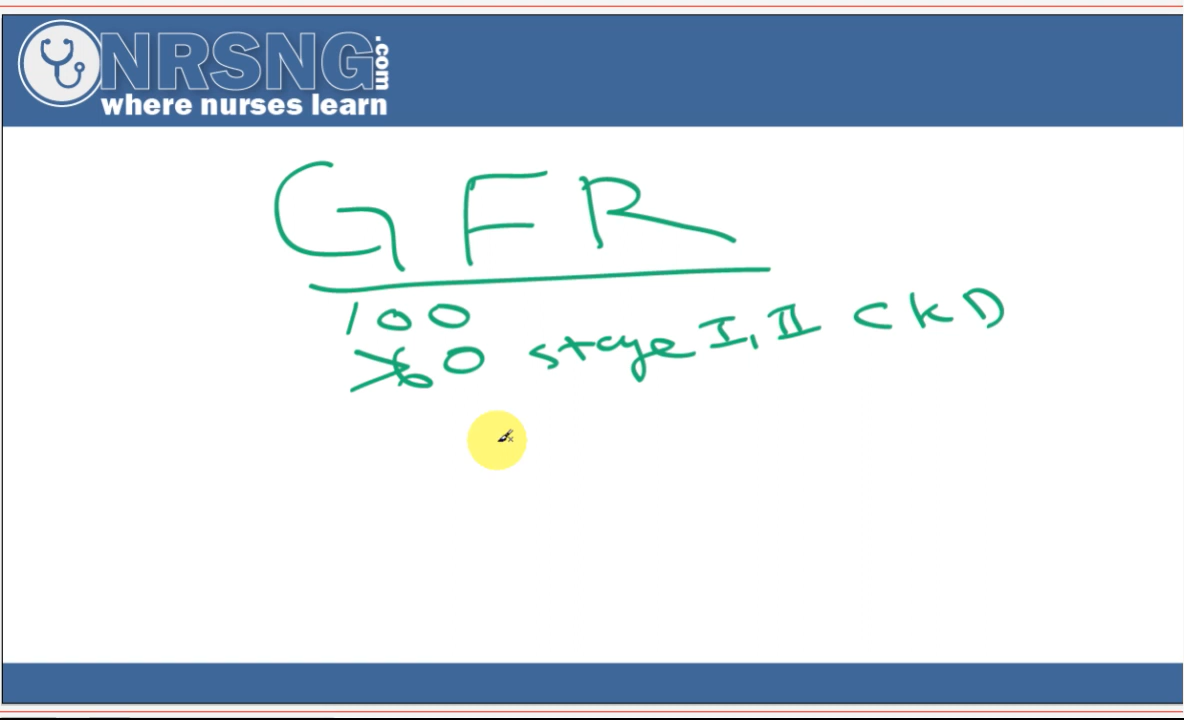 NRSNG.com
where nurses learn
GFR
100
>60 stage I, II CKD